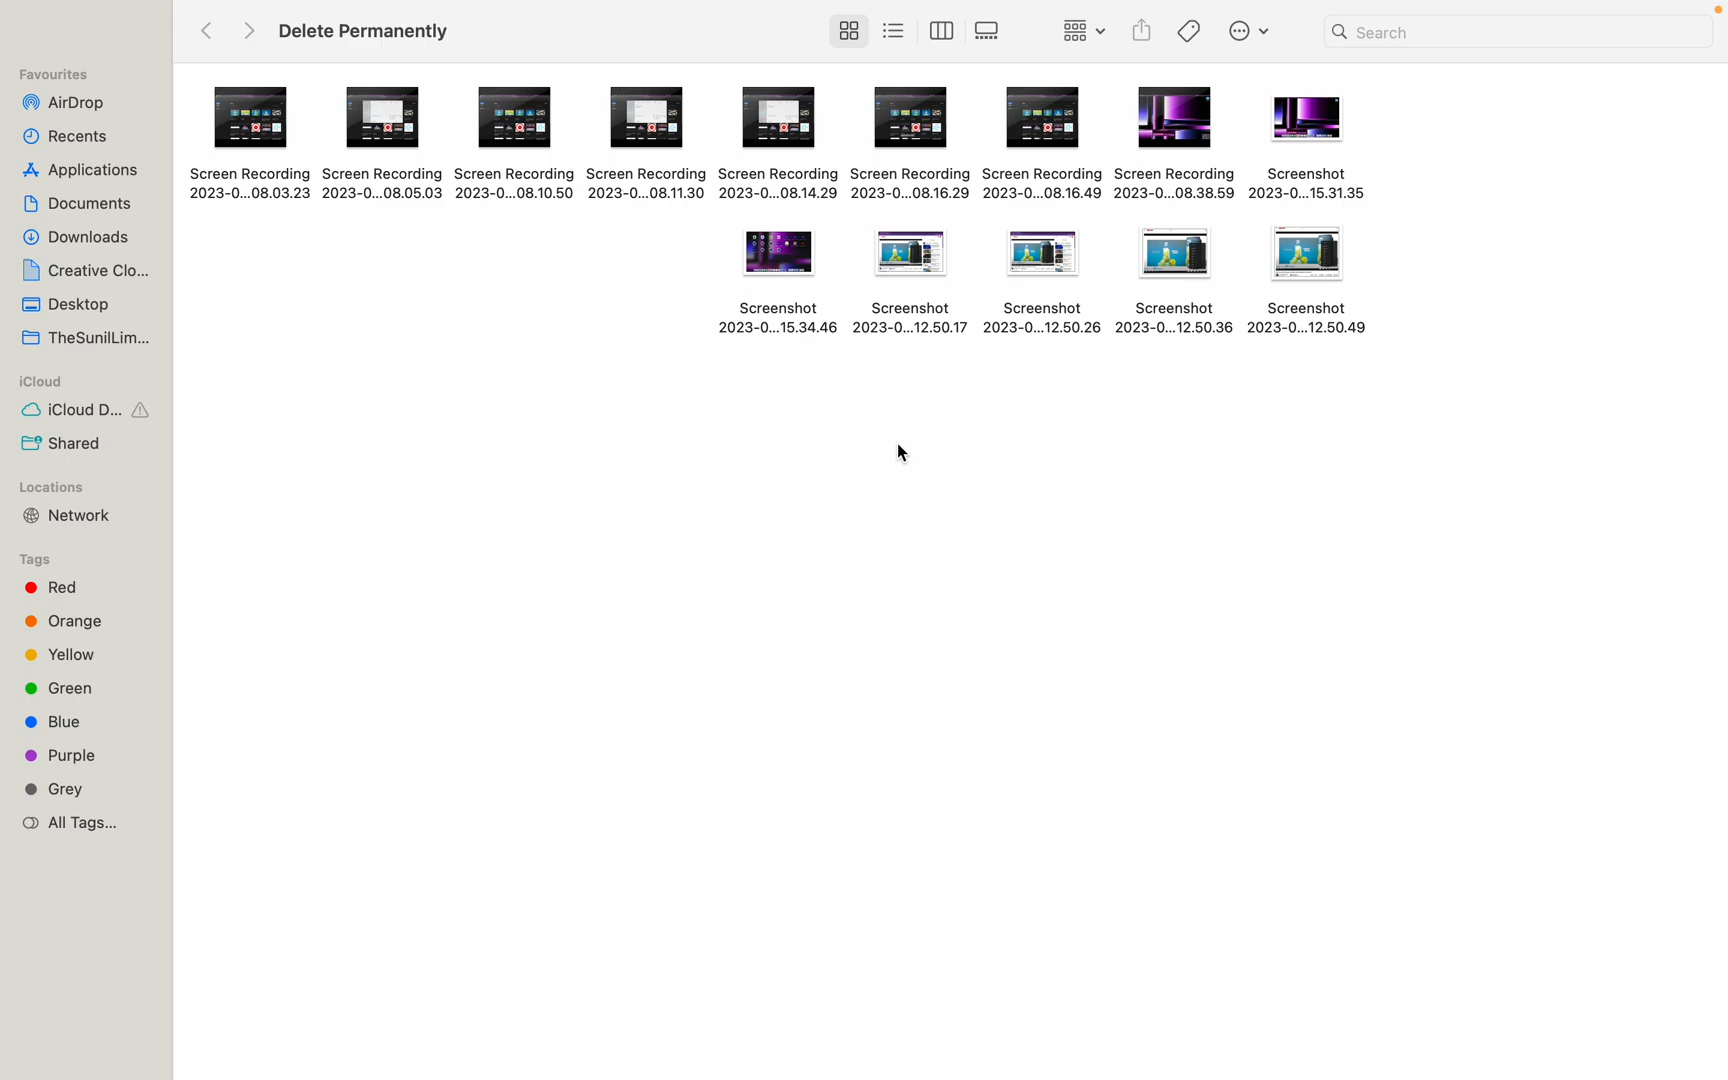 Delete Permanently
Search
Favourites
AirDrop
Recents
Applications
Documents
Downloads
Creative Clo...
Desktop
TheSunilLim...
iCloud
iCloud D...
Shared
Locations
Network
Tags
Red
Orange
Yellow
Green
Blue
Purple
Grey
All Tags...
Screen Recording
2023-0...08.03.23
Screen Recording
2023-0...08.05.03
Screen Recording
2023-0...08.10.50
Screen Recording
2023-0...08.11.30
Screen Recording
2023-0...08.14.29
Screen Recording
2023-0...08.16.29
Screen Recording
2023-0...08.16.49
Screen Recording
2023-0...08.38.59
Screenshot
2023-0...15.31.35
Screenshot
2023-0...15.34.46
Screenshot
2023-0...12.50.17
Screenshot
2023-0...12.50.26
Screenshot
2023-0...12.50.36
Screenshot
2023-0...12.50.49